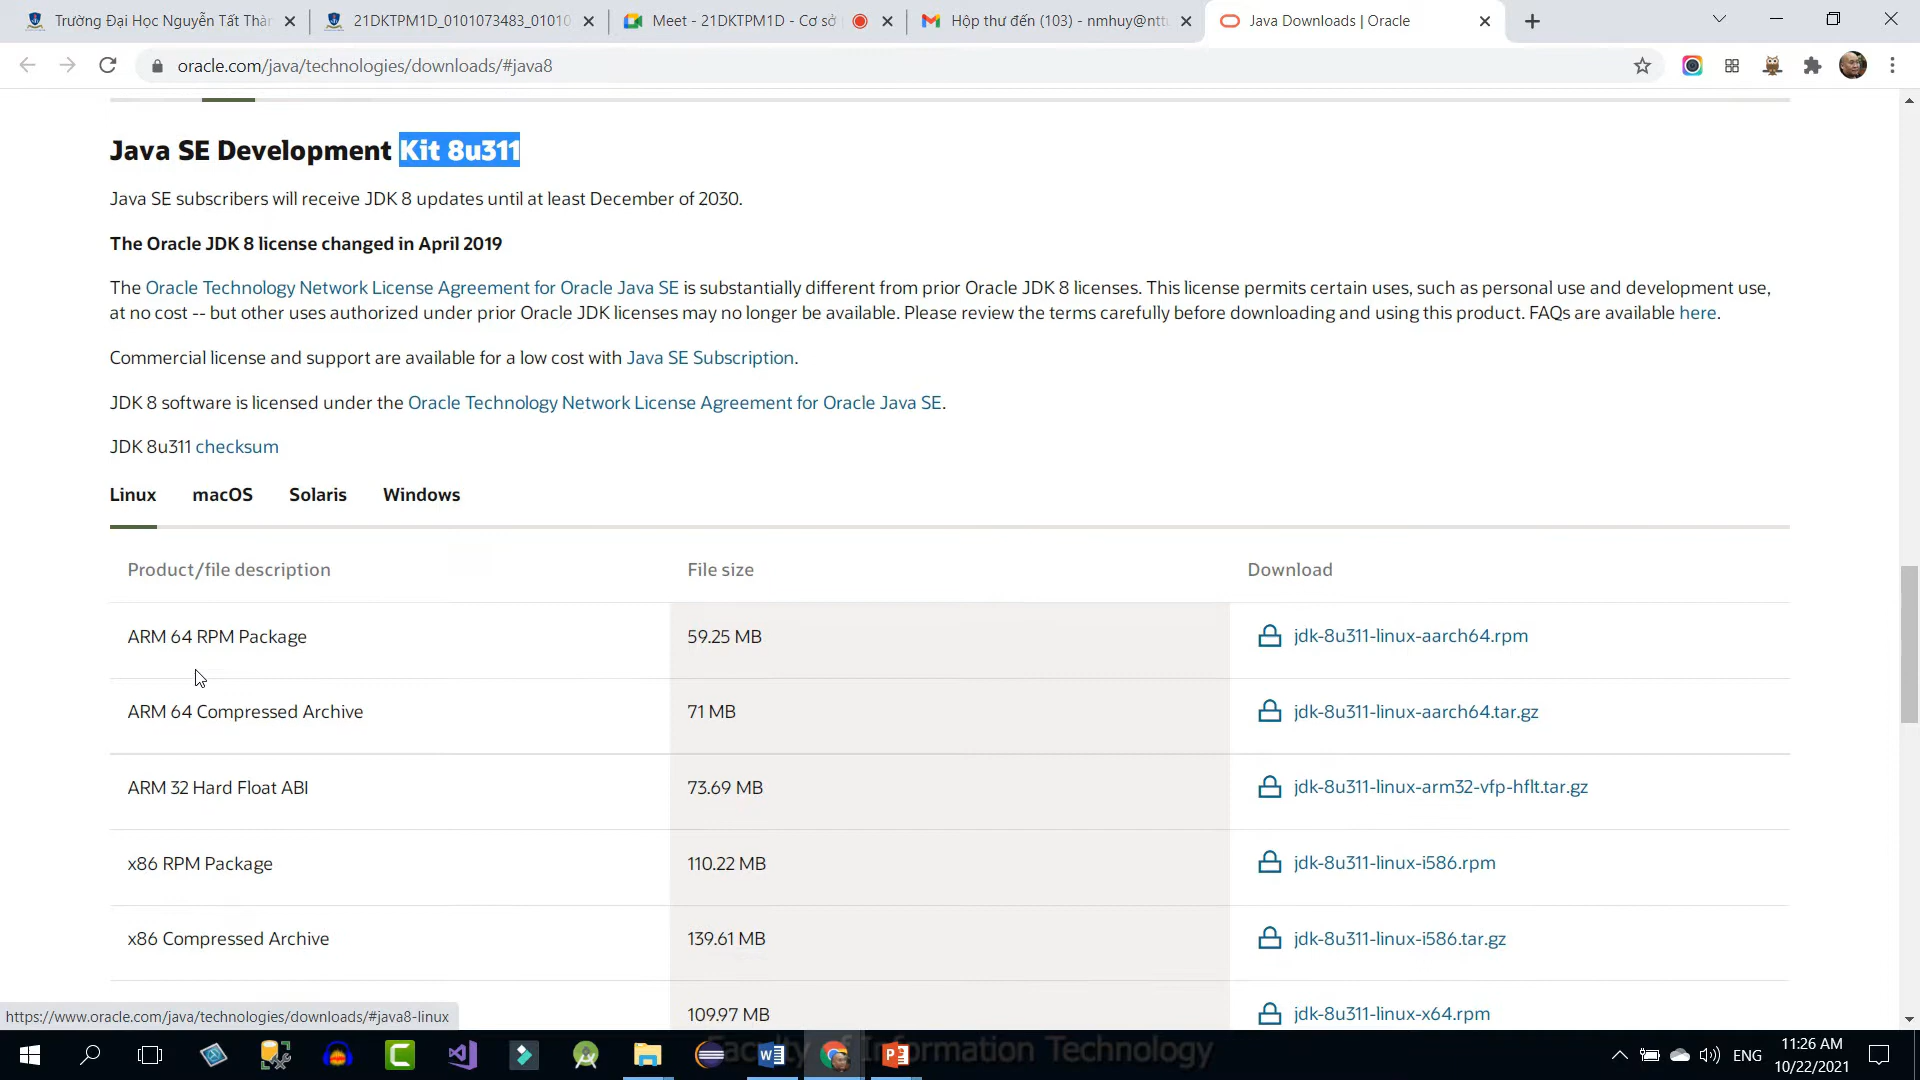 Trường Đại Học Nguyễn Tất Thàn
21DKTPM1D_0101073483_01010
Meet - 21DKTPM1D - Cơ sở
Hộp thư đến (103) - nmhuy@nttu
Java Downloads | Oracle
oracle.com/java/technologies/downloads/#java8
Java SE Development Kit 8u311
Java SE subscribers will receive JDK 8 updates until at least December of 2030.
The Oracle JDK 8 license changed in April 2019
The Oracle Technology Network License Agreement for Oracle Java SE is substantially different from prior Oracle JDK 8 licenses. This license permits certain uses, such as personal use and development use,
at no cost -- but other uses authorized under prior Oracle JDK licenses may no longer be available. Please review the terms carefully before downloading and using this product. FAQs are available here.
Commercial license and support are available for a low cost with Java SE Subscription.
JDK 8 software is licensed under the Oracle Technology Network License Agreement for Oracle Java SE.
JDK 8u311 checksum
Linux macOS Solaris Windows
Product/file description File size Download
ARM 64 RPM Package 59.25 MB jdk-8u311-linux-aarch64.rpm
ARM 64 Compressed Archive 71 MB jdk-8u311-linux-aarch64.tar.gz
ARM 32 Hard Float ABI 73.69 MB jdk-8u311-linux-arm32-vfp-hflt.tar.gz
x86 RPM Package 110.22 MB jdk-8u311-linux-i586.rpm
x86 Compressed Archive 139.61 MB jdk-8u311-linux-i586.tar.gz
109.97 MB jdk-8u311-linux-x64.rpm
https://www.oracle.com/java/technologies/downloads/#java8-linux
Faculty of Information Technology
ENG
11:26 AM
10/22/2021